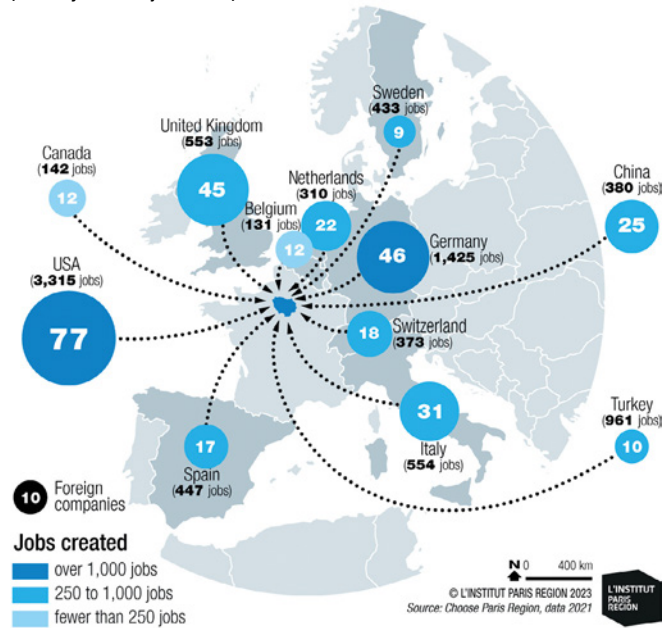 Sweden
(433 jobs)
9
United Kingdom
(553 jobs)
45
Canada
(142 jobs)
12
Netherlands
(310 jobs)
22
Belgium
(131 jobs)
12
China
(380 jobs)
25
USA
(3,315 jobs)
77
46
Germany
(1,425 jobs)
18
Switzerland
(373 jobs)
31
Italy
(554 jobs)
Turkey
(961 jobs)
10
17
Spain
(447 jobs)
10 Foreign
companies
Jobs created
over 1,000 jobs
250 to 1,000 jobs
fewer than 250 jobs
N 0 400 km
© L'INSTITUT PARIS REGION 2023
Source: Choose Paris Region, data 2021
L'INSTITUT
PARIS
REGION